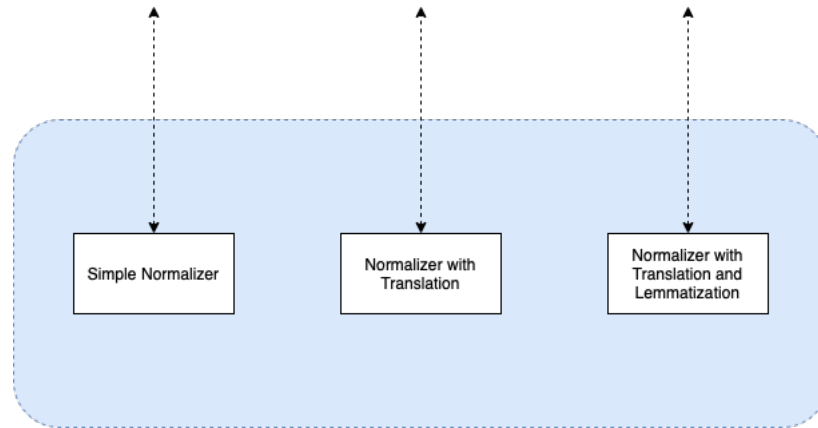 Simple Normalizer
Normalizer with
Translation
Normalizer with
Translation and
Lemmatization